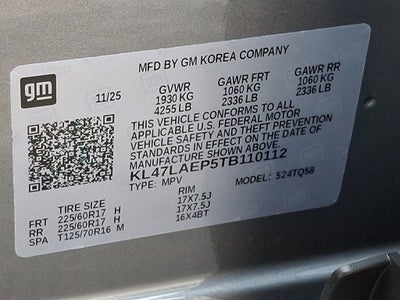 gm
MFD BY GM KOREA COMPANY
11/25
GVWR GAWR FRT GAWR RR
1930 KG 1060 KG 1060 KG
4255 LB 2336 LB 2336 LB
THIS VEHICLE CONFORMS TO ALL
APPLICABLE U.S. FEDERAL MOTOR
VEHICLE SAFETY AND THEFT PREVENTION
STANDARDS IN EFFECT ON THE DATE OF
MANUFACTURE SHOWN ABOVE.
KL47LAEP5TB110112
TYPE: MPV MODEL: 524TQ58
TIRE SIZE RIM
FRT 225/60R17 H 17X7.5J
RR 225/60R17 H 17X7.5J
SPA T125/70R16 M 16X4BT